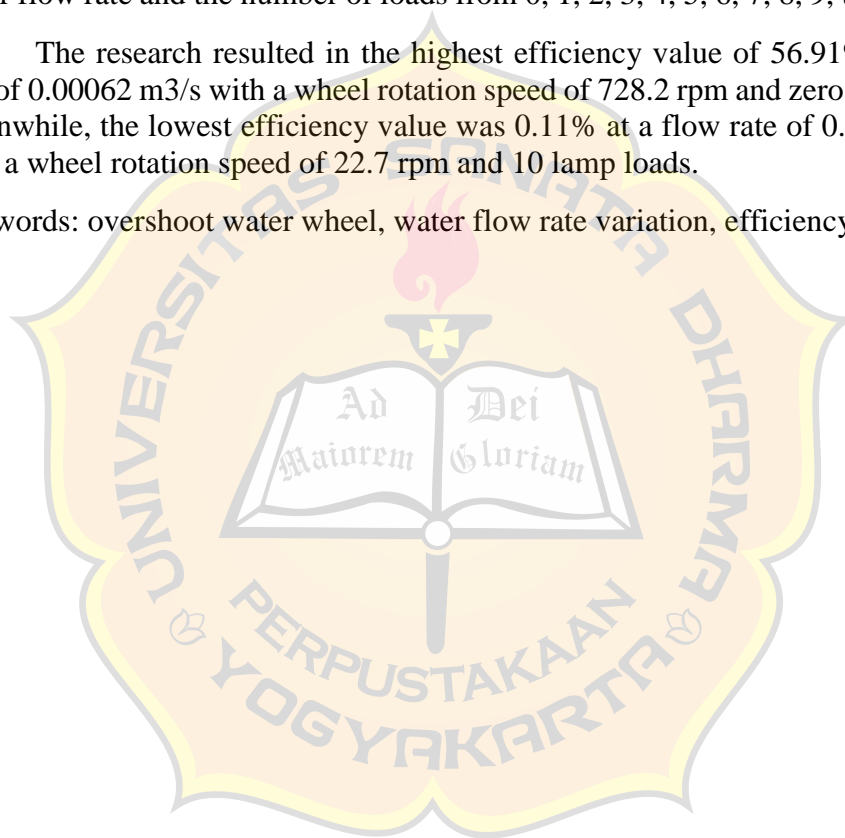 flow rate and the number of loads from 0, 1, 2, 3, 4, 5, 6, 7, 8, 9,
The research resulted in the highest efficiency value of 56.91
of 0.00062 m3/s with a wheel rotation speed of 728.2 rpm and zero
nwhile, the lowest efficiency value was 0.11% at a flow rate of 0.
a wheel rotation speed of 22.7 rpm and 10 lamp loads.
words: overshoot water wheel, water flow rate variation, efficiency
UNIVERSITAS SANATA DHARMA
Ad Dei
Maiorem Gloriam
PERPUSTAKAAN
YOGYAKARTA